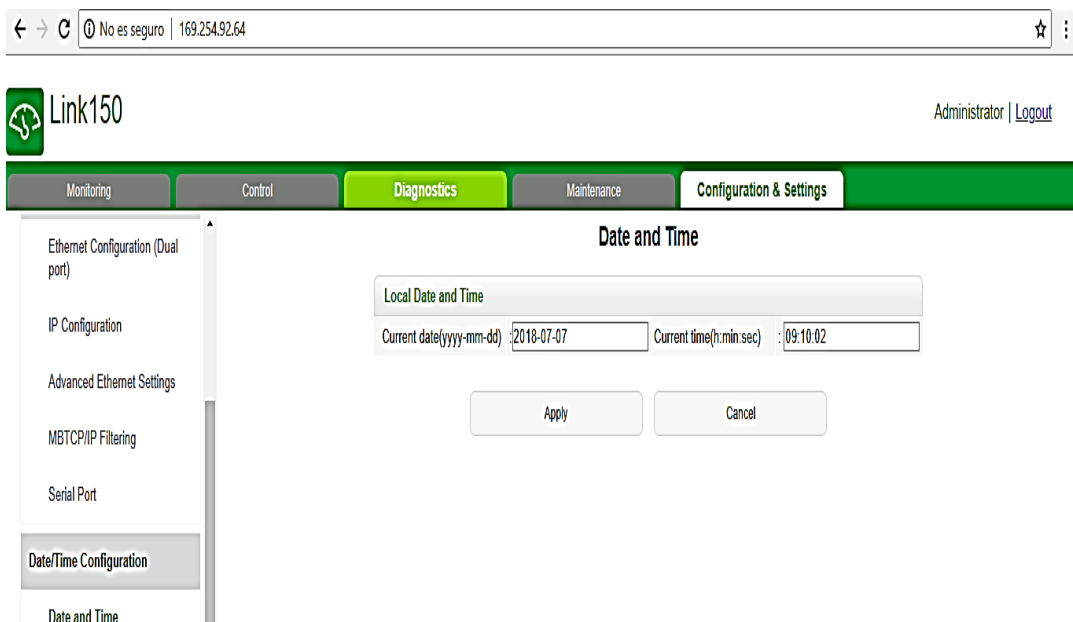 No es seguro | 169.254.92.64
Link150
Administrator | Logout
Monitoring
Control
Diagnostics
Maintenance
Configuration & Settings
Ethernet Configuration (Dual
port)
IP Configuration
Advanced Ethernet Settings
MBTCP/IP Filtering
Serial Port
Date/Time Configuration
Date and Time
Date and Time
Local Date and Time
Current date(yyyy-mm-dd) :2018-07-07 Current time(h:min:sec) : 09:10:02
Apply
Cancel